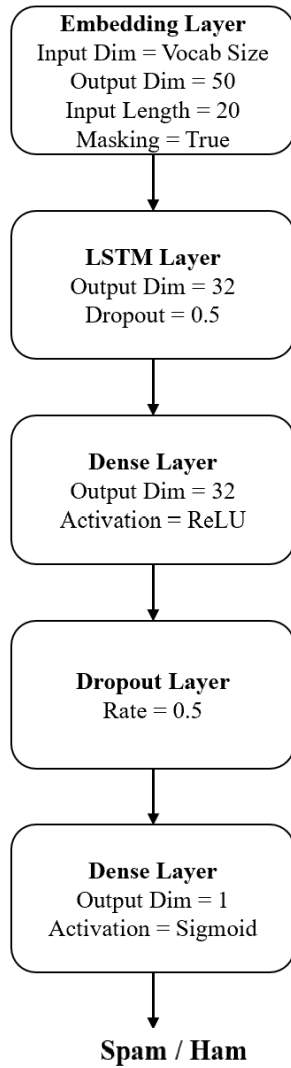 Embedding Layer
Input Dim = Vocab Size
Output Dim = 50
Input Length = 20
Masking = True
LSTM Layer
Output Dim = 32
Dropout = 0.5
Dense Layer
Output Dim = 32
Activation = ReLU
Dropout Layer
Rate = 0.5
Dense Layer
Output Dim = 1
Activation = Sigmoid
Spam / Ham